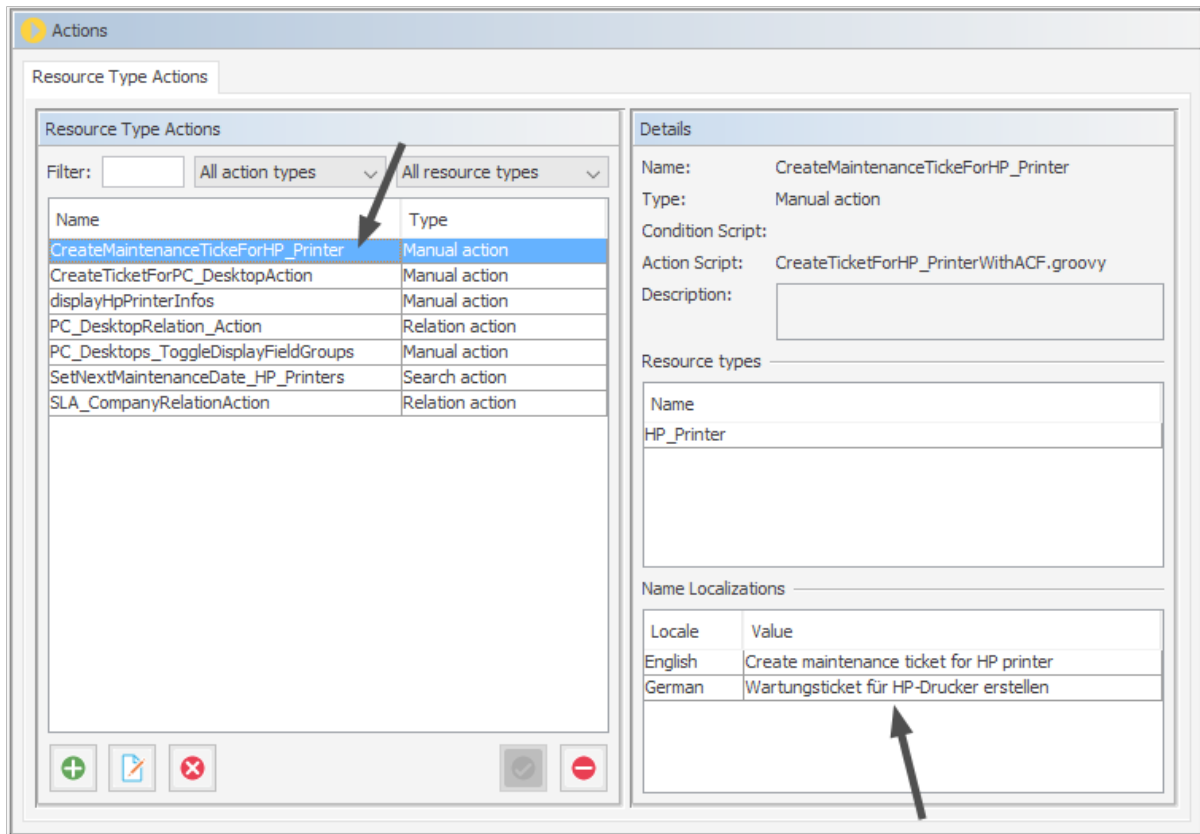 Actions
Resource Type Actions
Resource Type Actions
Filter: All action types All resource types
Name Type
CreateMaintenanceTickeForHP_Printer Manual action
CreateTicketForPC_DesktopAction Manual action
displayHpPrinterInfos Manual action
PC_DesktopRelation_Action Relation action
PC_Desktops_ToggleDisplayFieldGroups Manual action
SetNextMaintenanceDate_HP_Printers Search action
SLA_CompanyRelationAction Relation action
Details
Name: CreateMaintenanceTickeForHP_Printer
Type: Manual action
Condition Script:
Action Script: CreateTicketForHP_PrinterWithACF.groovy
Description:
Resource types
Name
HP_Printer
Name Localizations
Locale Value
English Create maintenance ticket for HP printer
German Wartungsticket für HP-Drucker erstellen